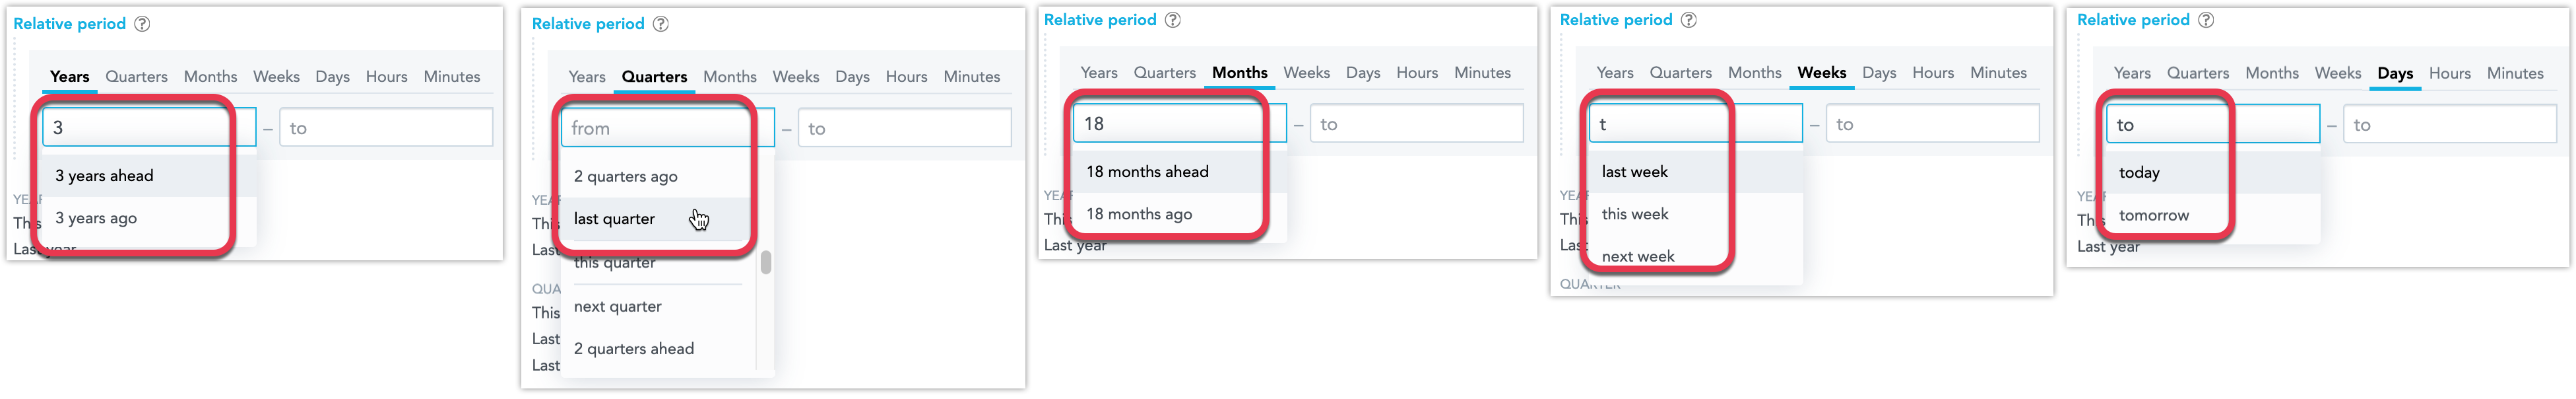 Relative period ?
Years Quarters Months Weeks Days Hours Minutes
3 – to
3 years ahead
YEAR
3 years ago
This
Last year
Relative period ?
Years Quarters Months Weeks Days Hours Minutes
from – to
2 quarters ago
YEAR
last quarter
This
Last
this quarter
QUA
next quarter
This
Last
2 quarters ahead
Last
Relative period ?
Years Quarters Months Weeks Days Hours Minutes
18 – to
18 months ahead
YEAR
18 months ago
This
Last year
Relative period ?
Years Quarters Months Weeks Days Hours Minutes
t – to
last week
YEAR
this week
This
Last
next week
QUARTER
Relative period ?
Years Quarters Months Weeks Days Hours Minutes
to – to
today
YEAR
tomorrow
This
Last year